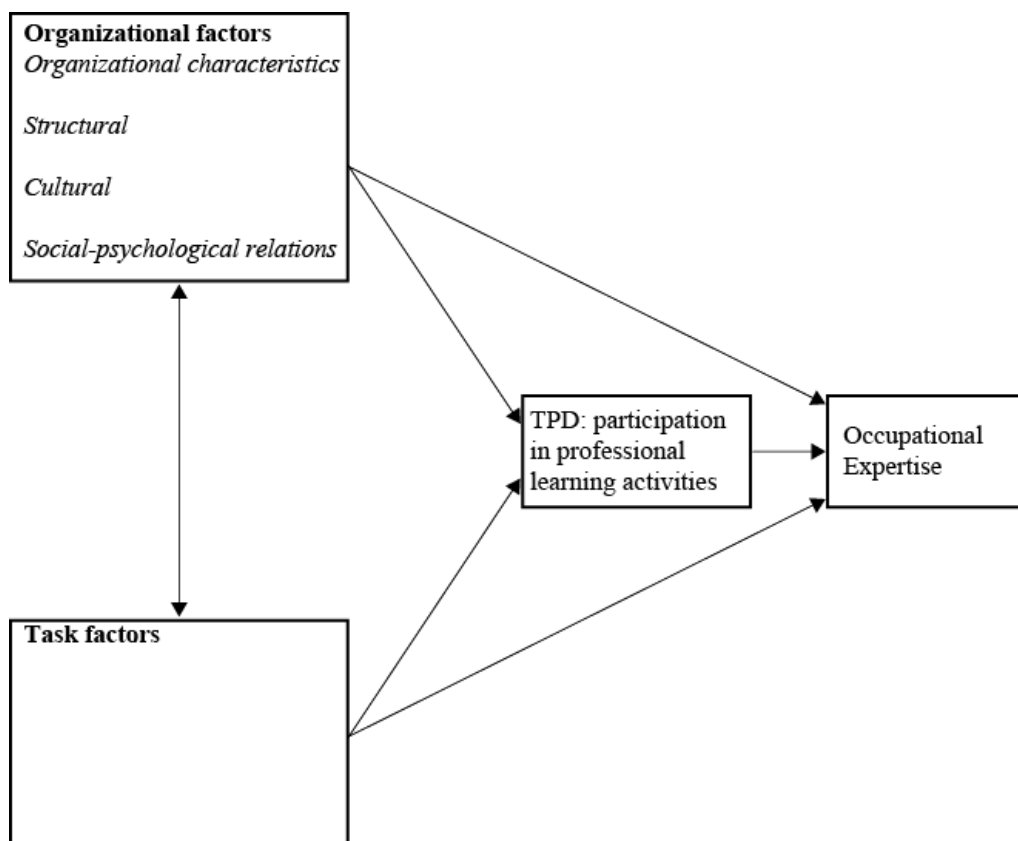 Organizational factors
Organizational characteristics
Structural
Cultural
Social-psychological relations
TPD: participation
in professional
learning activities
Occupational
Expertise
Task factors